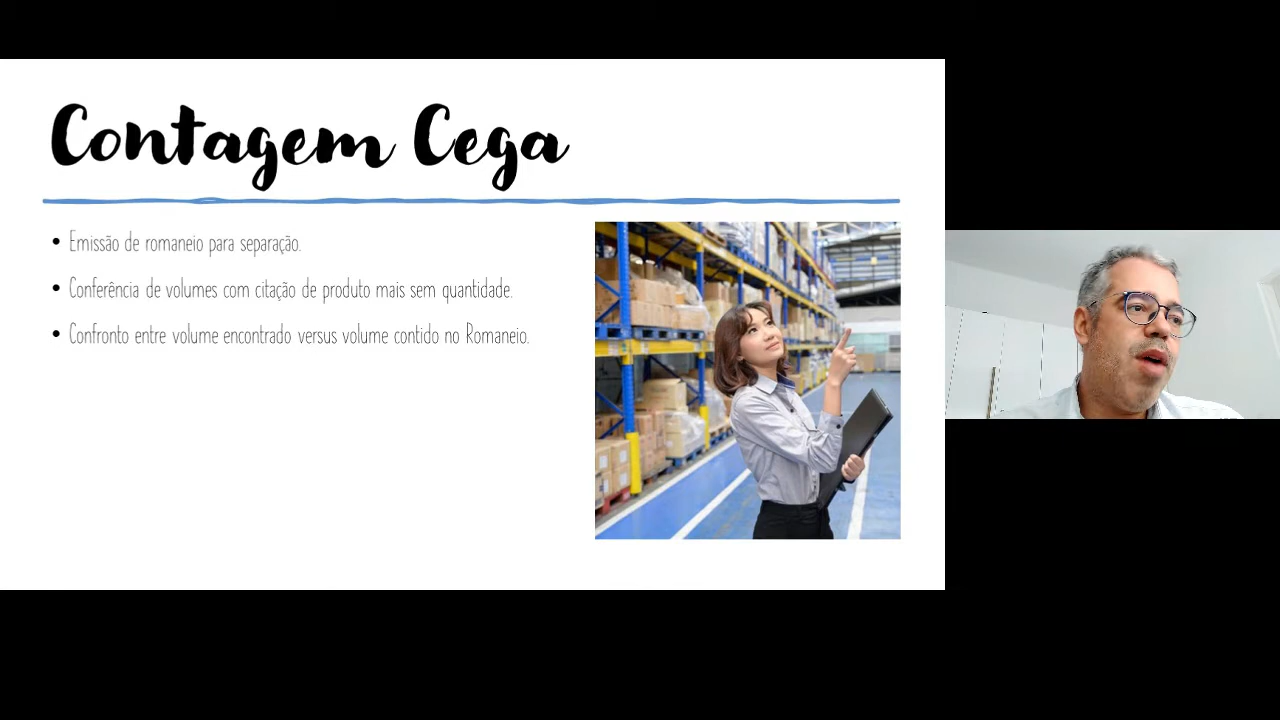 Contagem Cega
• Emissão de romaneio para separação.
• Conferência de volumes com citação de produto mais sem quantidade.
• Confronto entre volume encontrado versus volume contido no Romaneio.